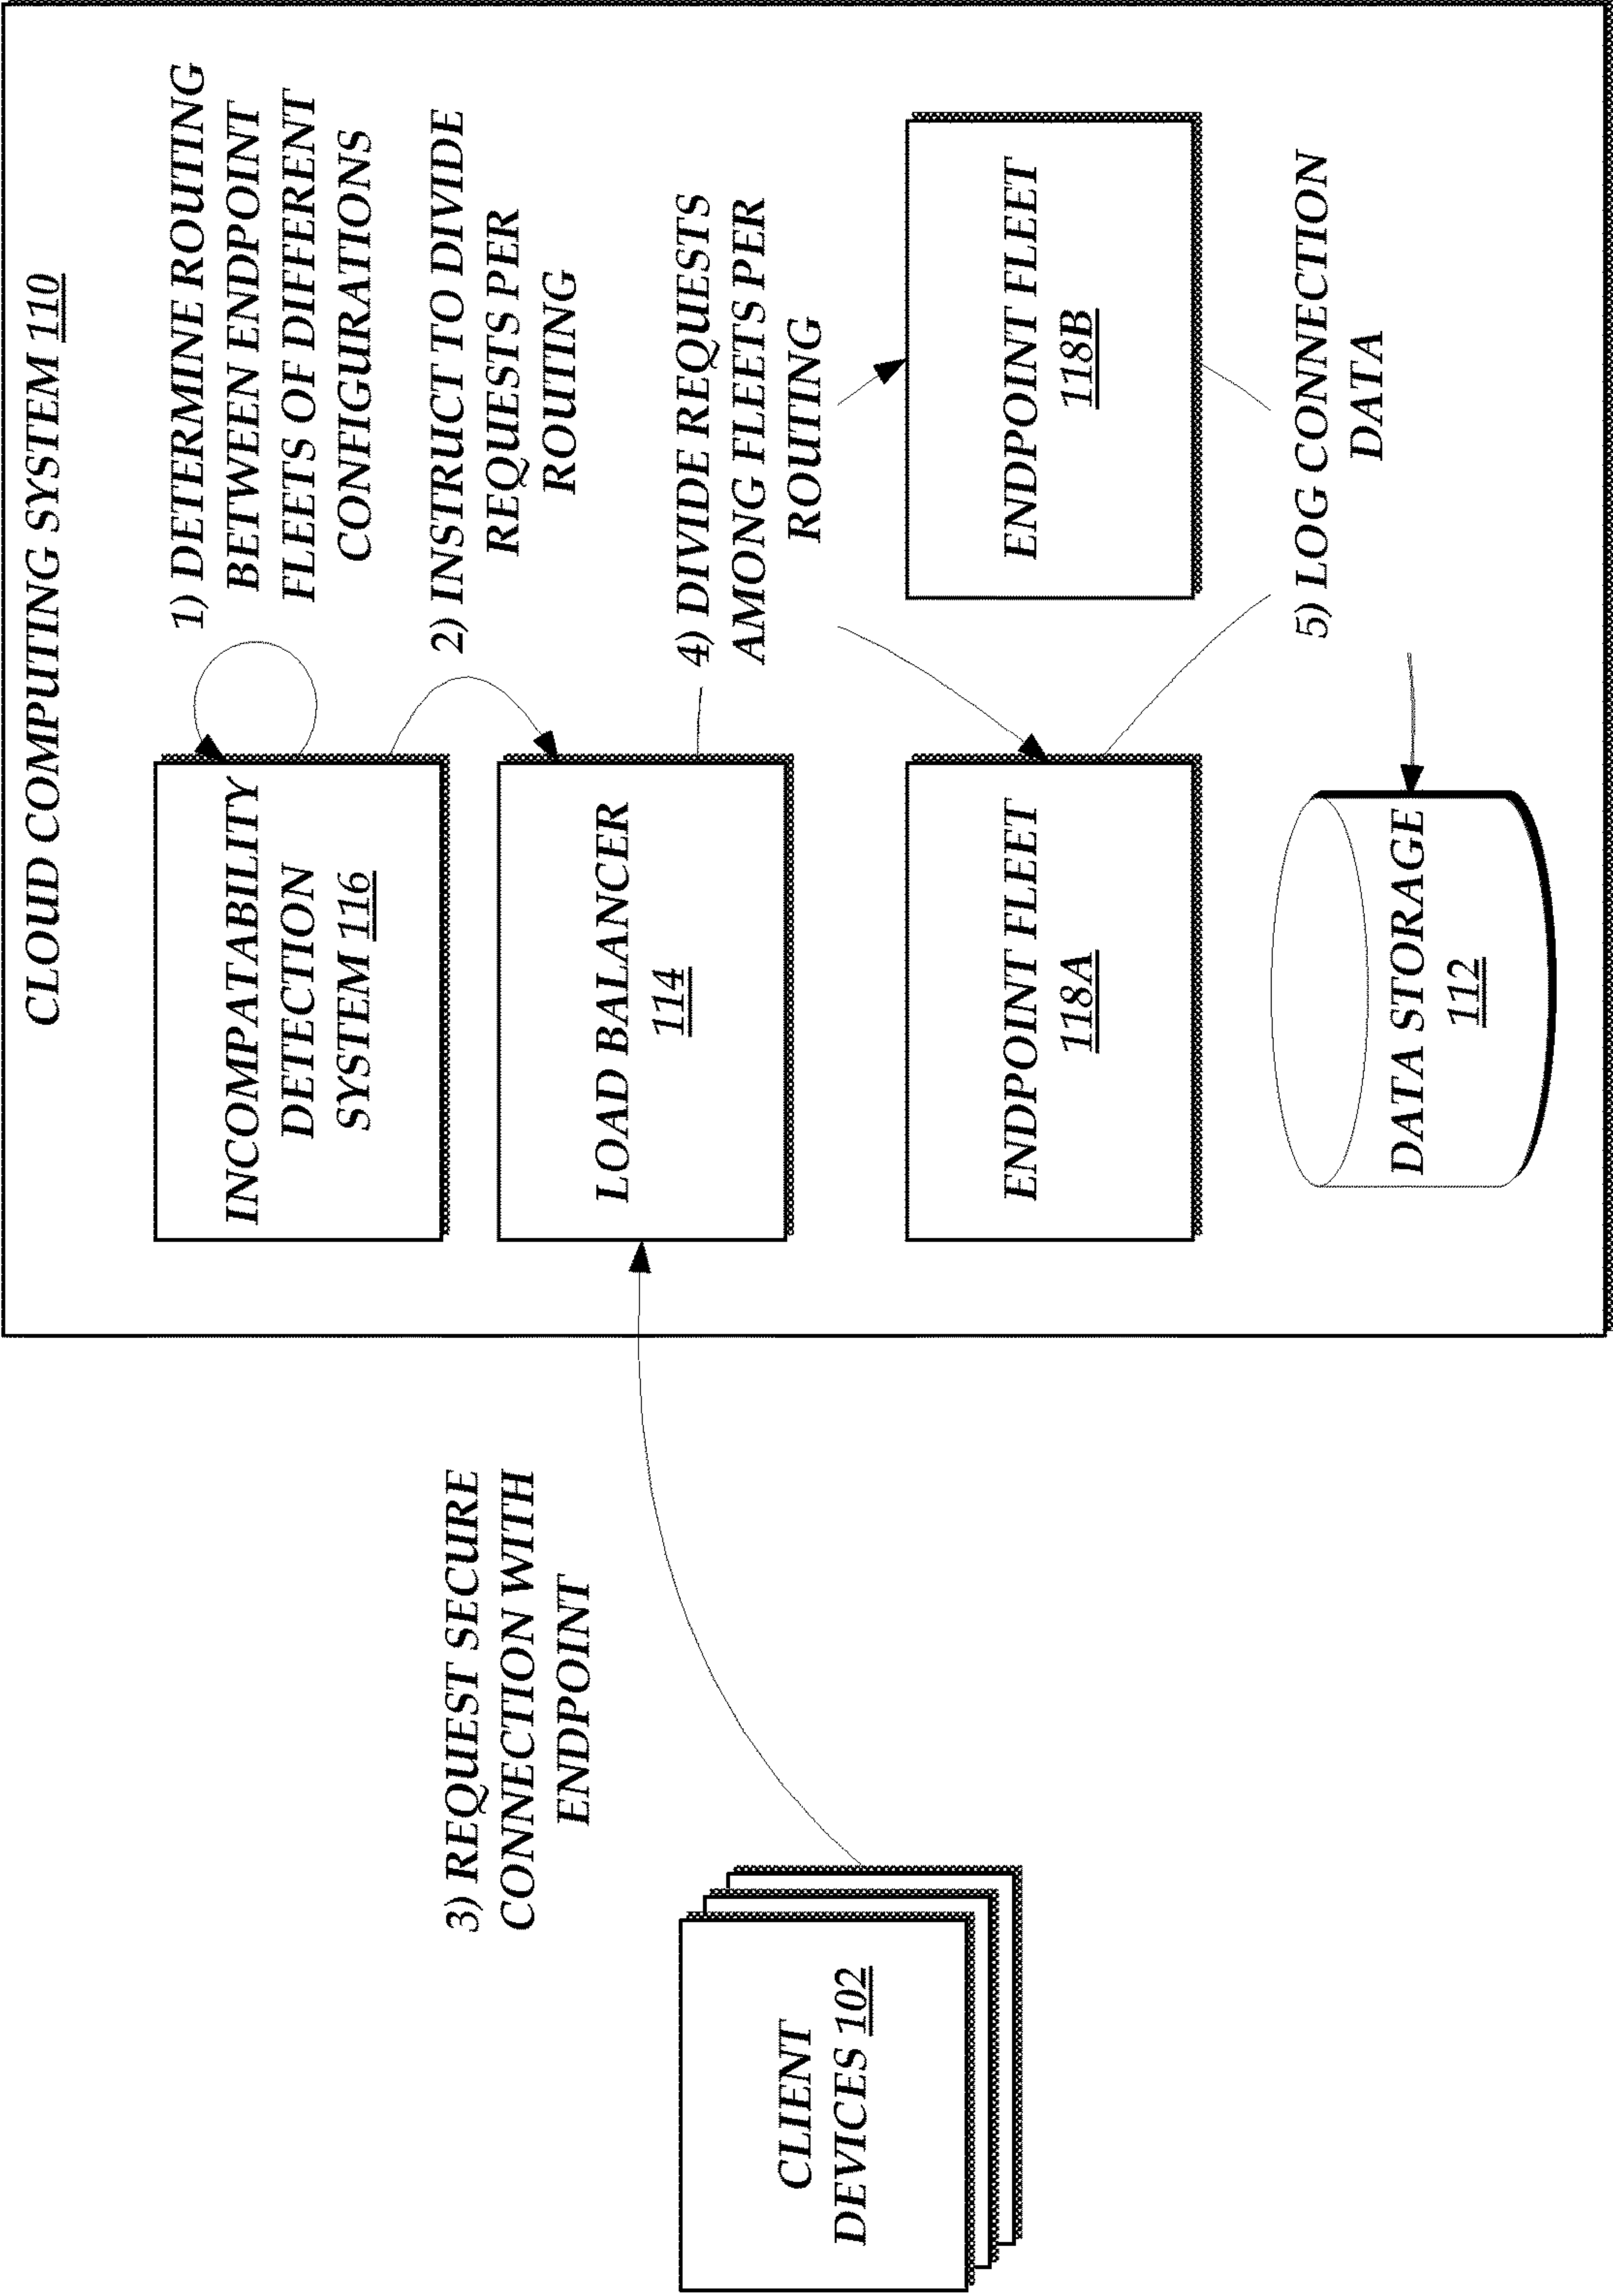 CLOUD COMPUTING SYSTEM 110
1) DETERMINE ROUTING
BETWEEN ENDPOINT
FLEETS OF DIFFERENT
CONFIGURATIONS
INCOMPATABILITY
DETECTION
SYSTEM 116
2) INSTRUCT TO DIVIDE
REQUESTS PER
ROUTING
3) REQUEST SECURE
CONNECTION WITH
ENDPOINT
LOAD BALANCER
114
4) DIVIDE REQUESTS
AMONG FLEETS PER
ROUTING
CLIENT
DEVICES 102
ENDPOINT FLEET
118A
ENDPOINT FLEET
118B
5) LOG CONNECTION
DATA
DATA STORAGE
112